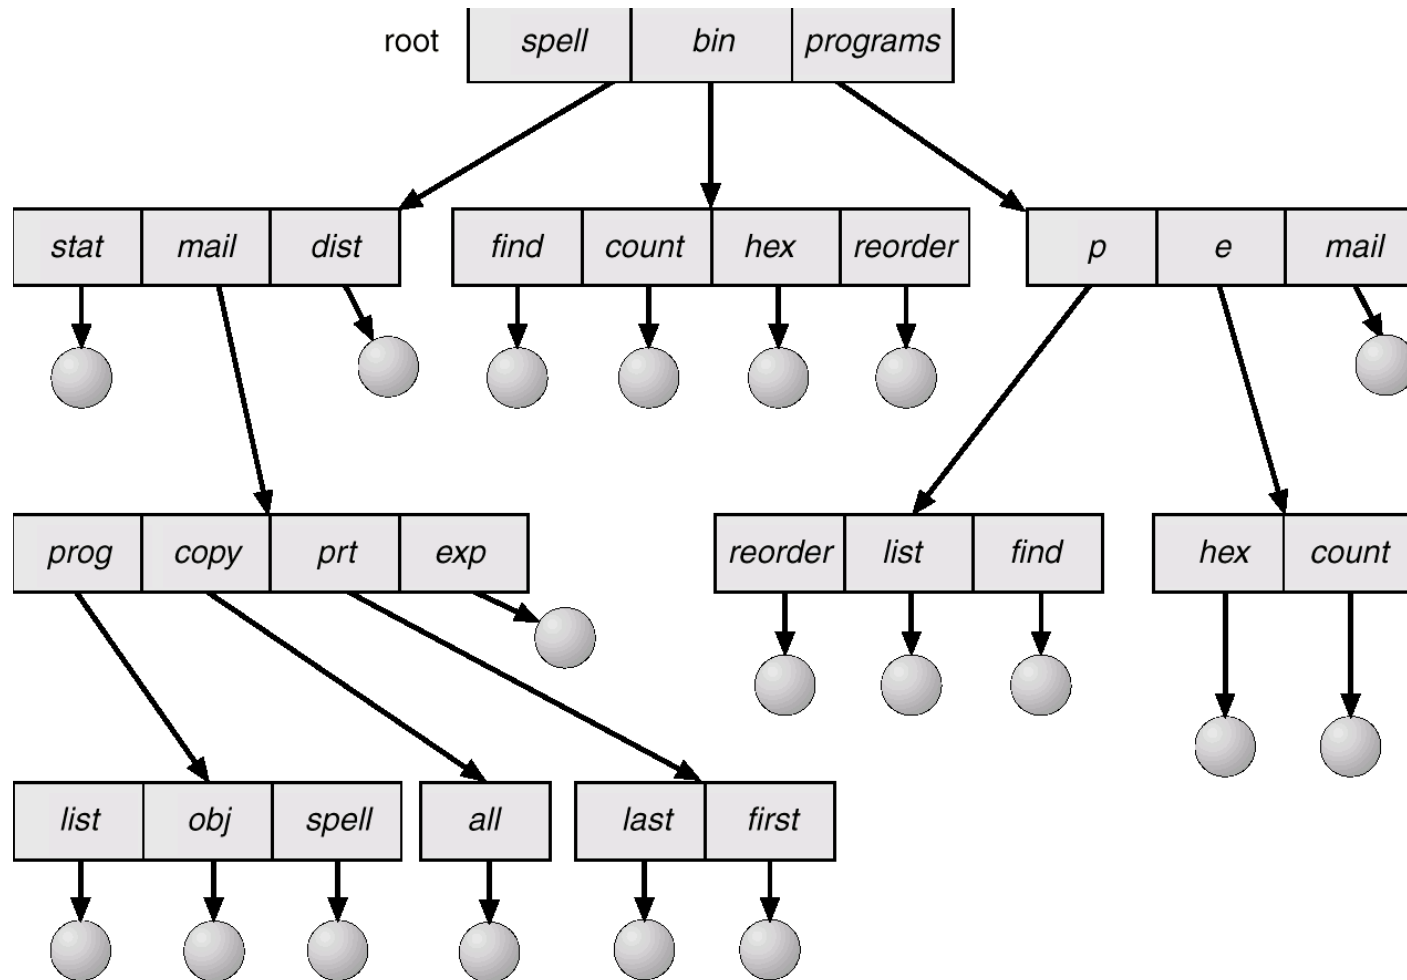 root spell bin programs
stat mail dist find count hex reorder p e mail
prog copy prt exp reorder list find hex count
list obj spell all last first